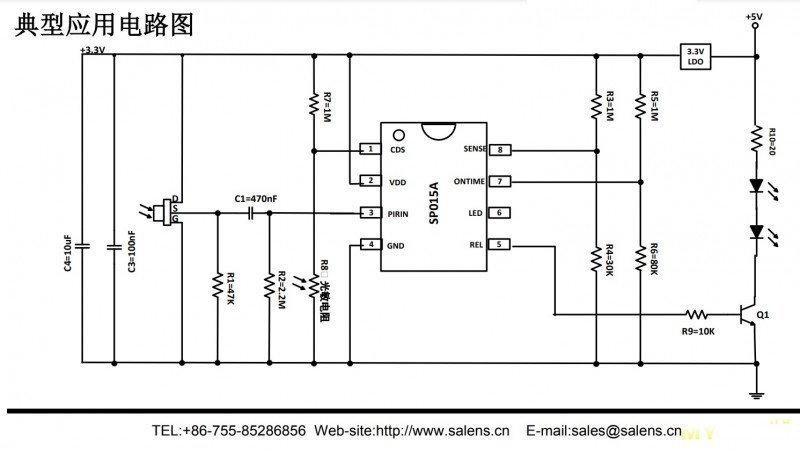 典型应用电路图
+5V
+3.3V
3.3V
LDO
R7=1M
R3=1M
R5=1M
R10=20
1
CDS
SENSE
8
2
VDD
ONTIME
7
SP015A
3
PIRIN
LED
6
4
GND
REL
5
D
S
G
C1=470nF
C4=10uF
C3=100nF
R1=47K
R2=2.2M
R8
光敏电阻
R4=30K
R6=80K
R9=10K
Q1
TEL:+86-755-85286856 Web-site:http://www.salens.cn E-mail:sales@salens.cn